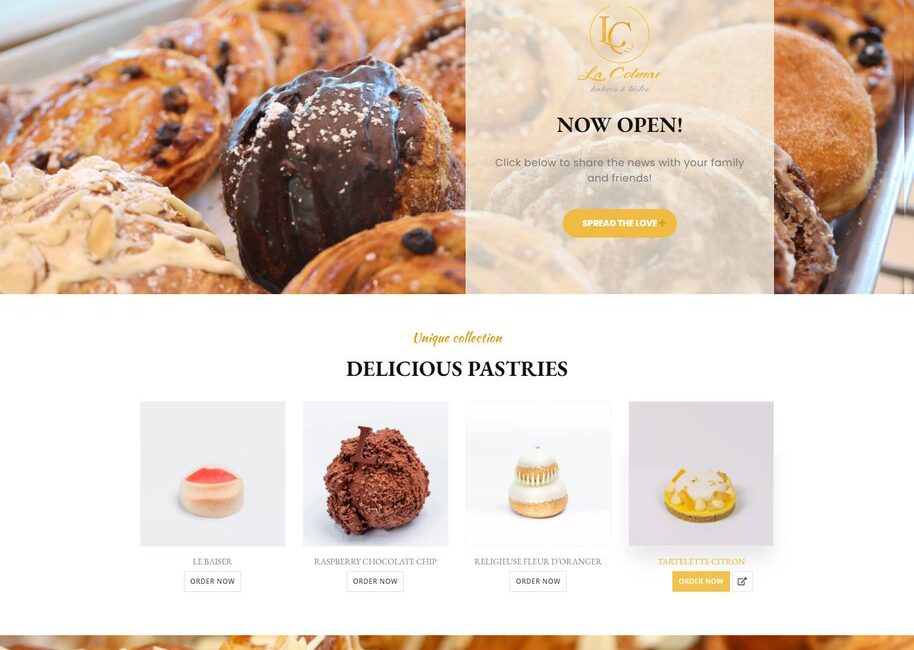 LC
La Colmar
bakery & bistro
NOW OPEN!
Click below to share the news with your family
and friends!
SPREAD THE LOVE +
Unique collection
DELICIOUS PASTRIES
LE BAISER
RASPBERRY CHOCOLATE CHIP
RELIGIEUSE FLEUR D'ORANGER
TARTELETTE CITRON
ORDER NOW
ORDER NOW
ORDER NOW
ORDER NOW